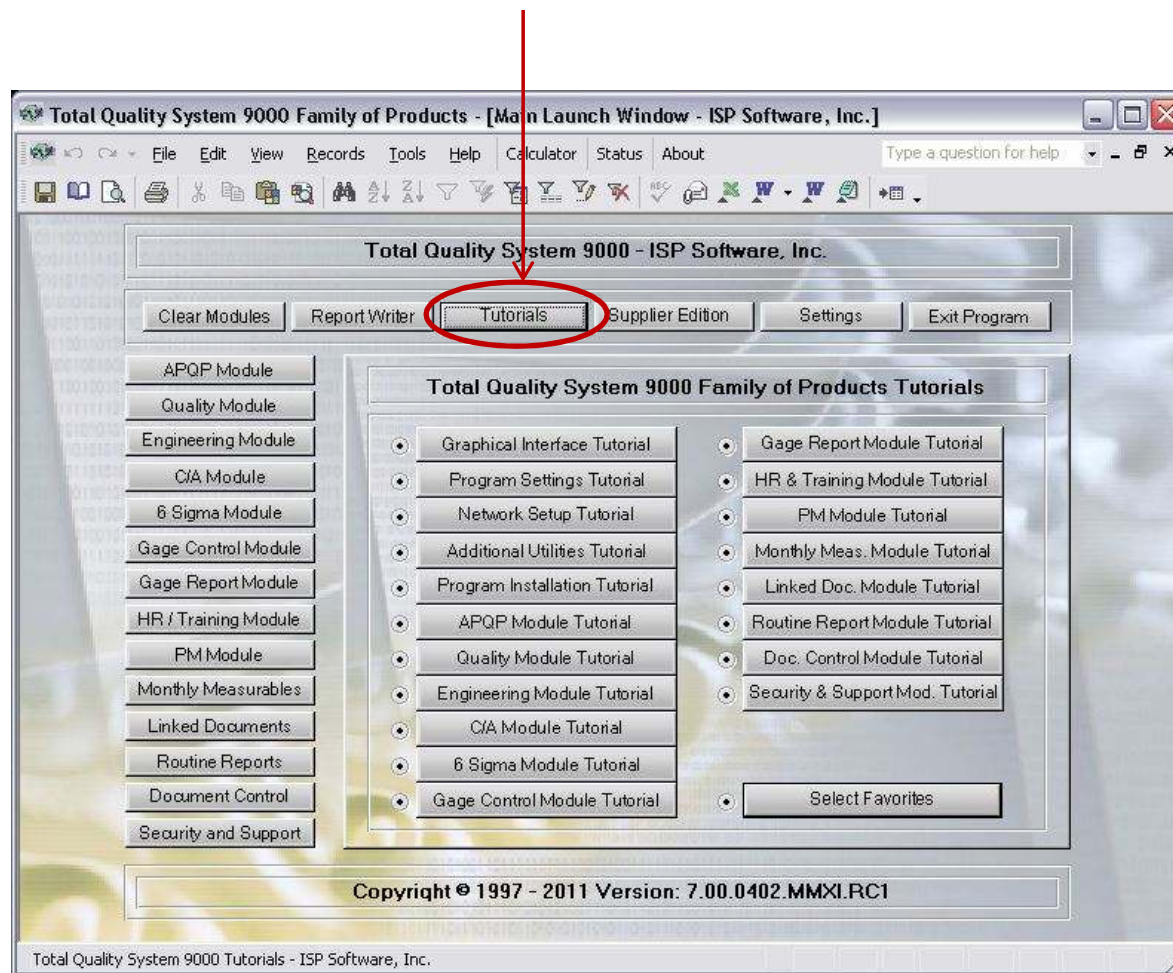 Total Quality System 9000 Family of Products - [Main Launch Window - ISP Software, Inc.]
File Edit View Records Tools Help Calculator Status About Type a question for help
Total Quality System 9000 - ISP Software, Inc.
Clear Modules Report Writer Tutorials Supplier Edition Settings Exit Program
APQP Module
Quality Module
Engineering Module
C/A Module
6 Sigma Module
Gage Control Module
Gage Report Module
HR / Training Module
PM Module
Monthly Measurables
Linked Documents
Routine Reports
Document Control
Security and Support
Total Quality System 9000 Family of Products Tutorials
Graphical Interface Tutorial
Program Settings Tutorial
Network Setup Tutorial
Additional Utilities Tutorial
Program Installation Tutorial
APQP Module Tutorial
Quality Module Tutorial
Engineering Module Tutorial
C/A Module Tutorial
6 Sigma Module Tutorial
Gage Control Module Tutorial
Gage Report Module Tutorial
HR & Training Module Tutorial
PM Module Tutorial
Monthly Meas. Module Tutorial
Linked Doc. Module Tutorial
Routine Report Module Tutorial
Doc. Control Module Tutorial
Security & Support Mod. Tutorial
Select Favorites
Copyright © 1997 - 2011 Version: 7.00.0402.MMXI.RC1
Total Quality System 9000 Tutorials - ISP Software, Inc.